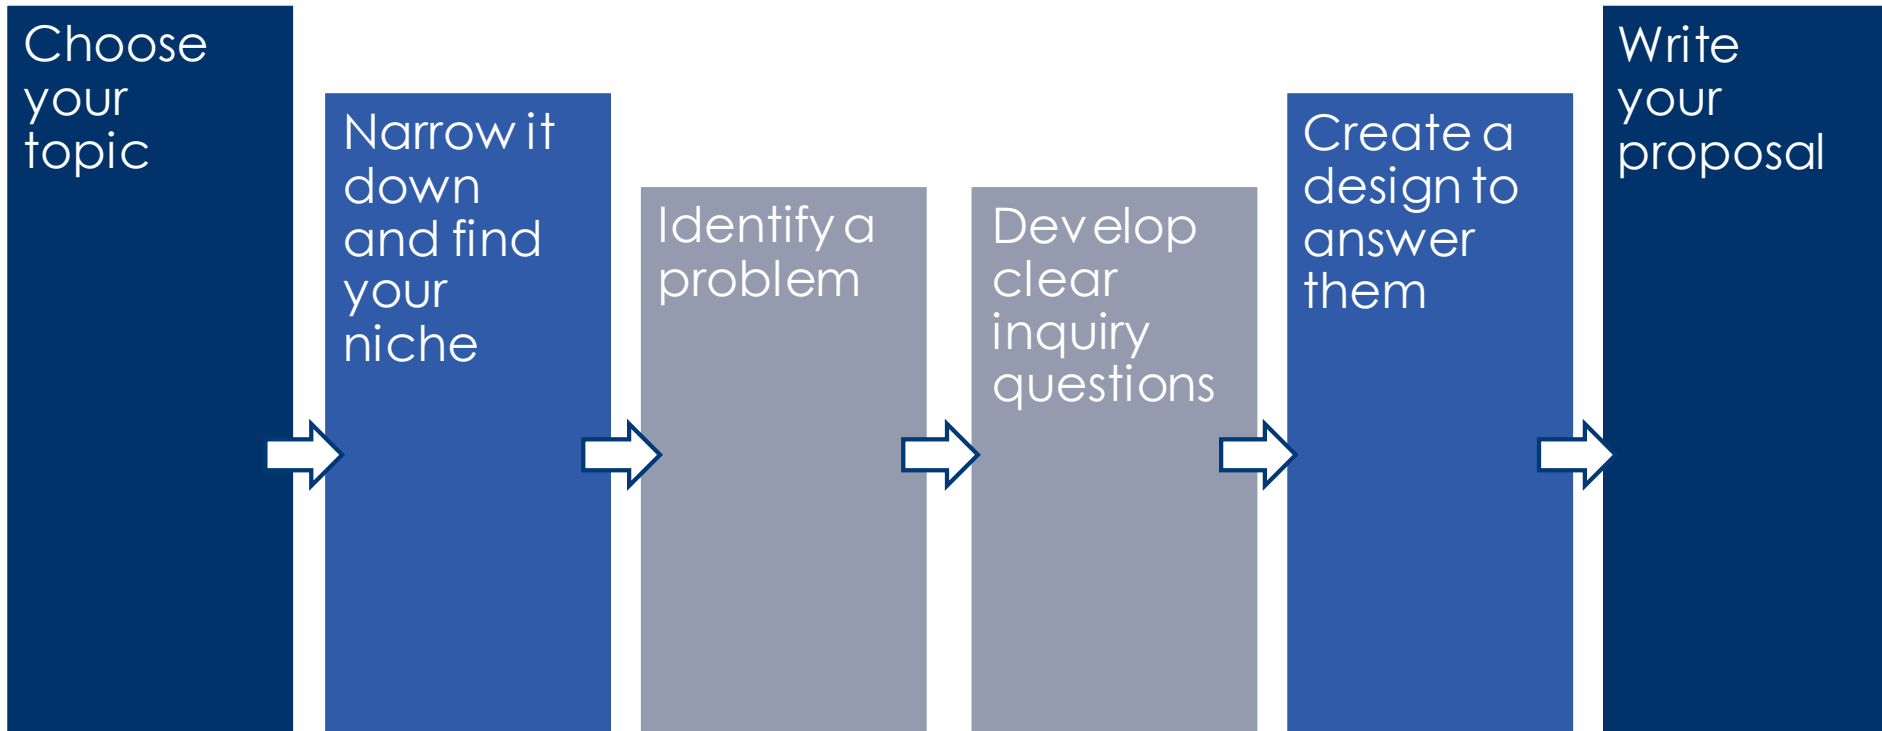 Choose
your
topic
Narrow it
down
and find
your
niche
Identify a
problem
Develop
clear
inquiry
questions
Create a
design to
answer
them
Write
your
proposal